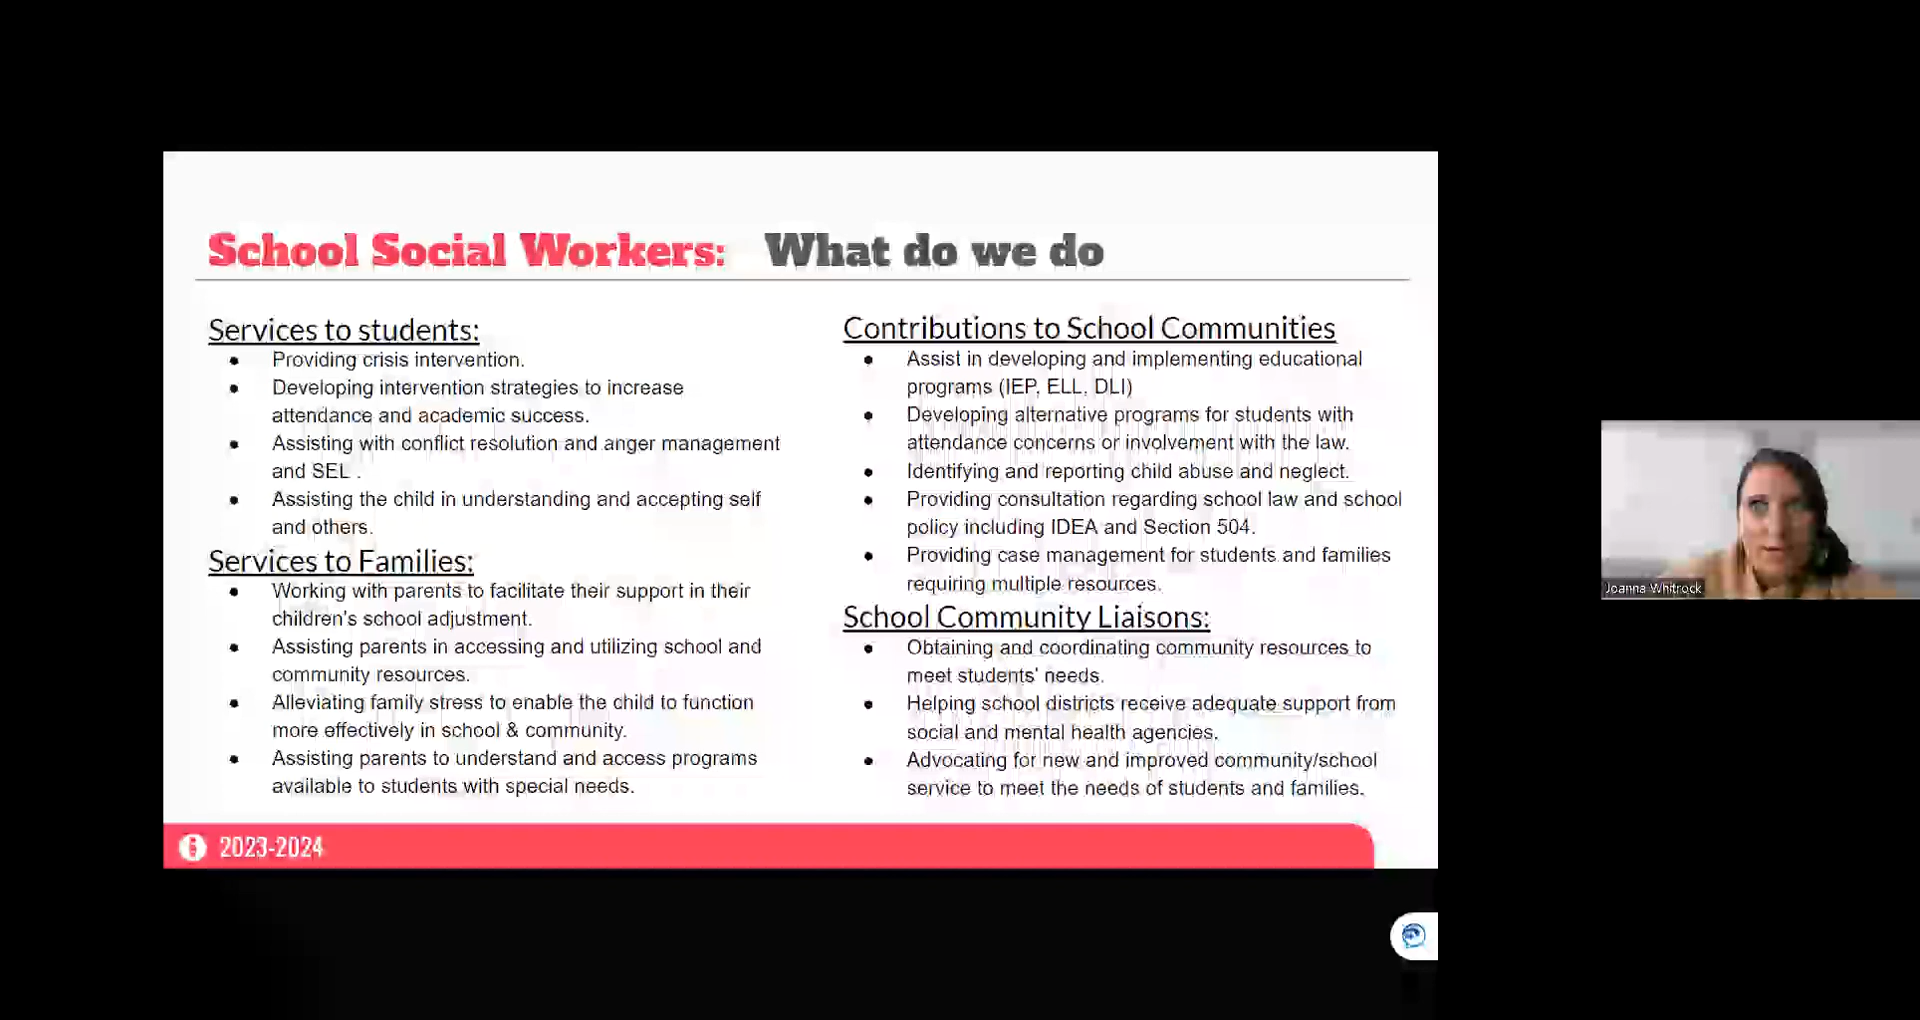 School Social Workers: What do we do
Services to students:
● Providing crisis intervention.
● Developing intervention strategies to increase
attendance and academic success.
● Assisting with conflict resolution and anger management
and SEL .
● Assisting the child in understanding and accepting self
and others.
Services to Families:
● Working with parents to facilitate their support in their
children's school adjustment.
● Assisting parents in accessing and utilizing school and
community resources.
● Alleviating family stress to enable the child to function
more effectively in school & community.
● Assisting parents to understand and access programs
available to students with special needs.
Contributions to School Communities
● Assist in developing and implementing educational
programs (IEP, ELL, DLI)
● Developing alternative programs for students with
attendance concerns or involvement with the law.
● Identifying and reporting child abuse and neglect.
● Providing consultation regarding school law and school
policy including IDEA and Section 504.
● Providing case management for students and families
requiring multiple resources.
School Community Liaisons:
● Obtaining and coordinating community resources to
meet students' needs.
● Helping school districts receive adequate support from
social and mental health agencies.
● Advocating for new and improved community/school
service to meet the needs of students and families.
2023-2024
Joanna Whitrock